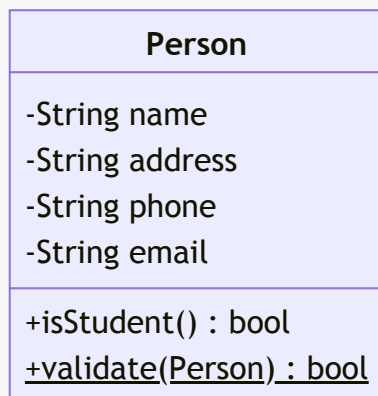 Person
-String name
-String address
-String phone
-String email
+isStudent() : bool
+validate(Person) : bool